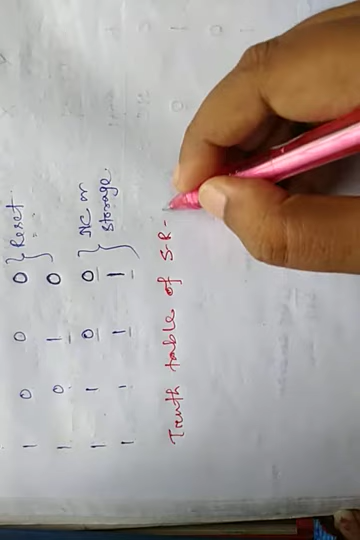 1 0 0 0 } Reset
1 0 1 0
1 1 0 0 } NC or
1 1 1 1 Storage.
Truth table of S-R-